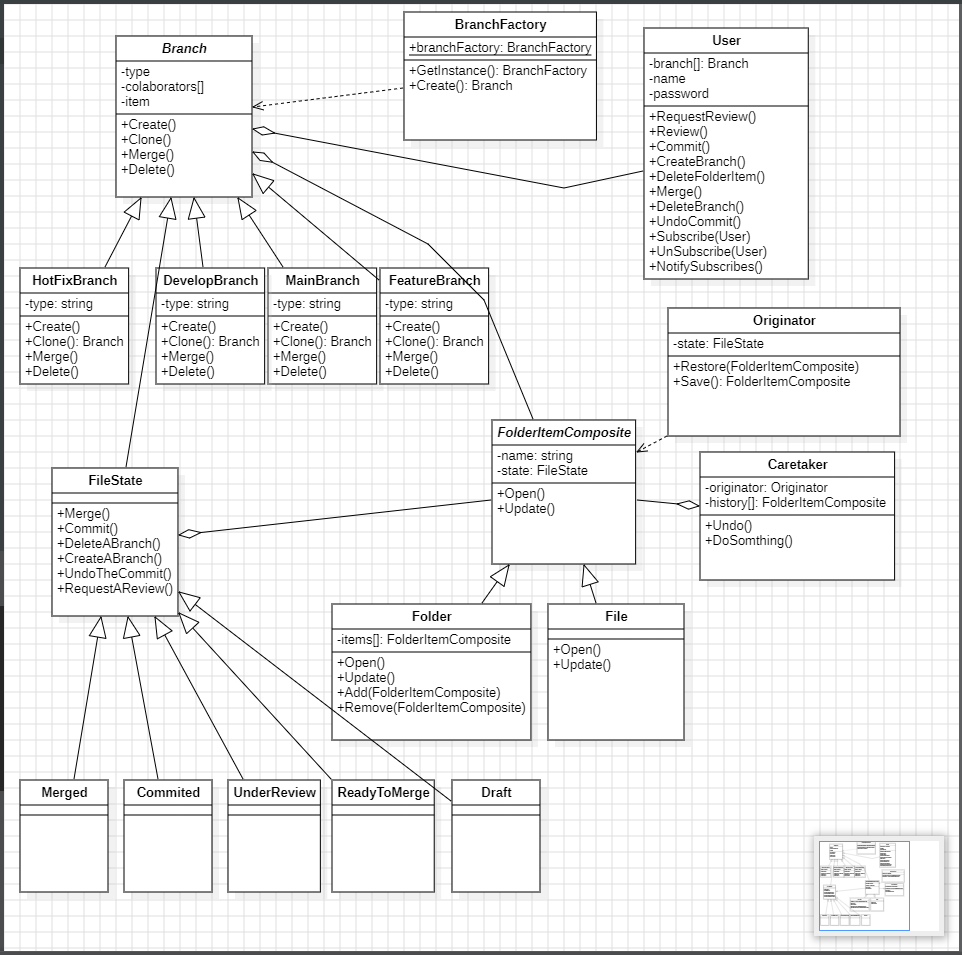 BranchFactory
+branchFactory: BranchFactory
+GetInstance(): BranchFactory
+Create(): Branch
Branch
-type
-colaborators[]
-item
+Create()
+Clone()
+Merge()
+Delete()
User
-branch[]: Branch
-name
-password
+RequestReview()
+Review()
+Commit()
+CreateBranch()
+DeleteFolderItem()
+Merge()
+DeleteBranch()
+UndoCommit()
+Subscribe(User)
+UnSubscribe(User)
+NotifySubscribes()
HotFixBranch
-type: string
+Create()
+Clone(): Branch
+Merge()
+Delete()
DevelopBranch
-type: string
+Create()
+Clone(): Branch
+Merge()
+Delete()
MainBranch
-type: string
+Create()
+Clone(): Branch
+Merge()
+Delete()
FeatureBranch
-type: string
+Create()
+Clone(): Branch
+Merge()
+Delete()
Originator
-state: FileState
+Restore(FolderItemComposite)
+Save(): FolderItemComposite
FolderItemComposite
-name: string
-state: FileState
+Open()
+Update()
Caretaker
-originator: Originator
-history[]: FolderItemComposite
+Undo()
+DoSomthing()
FileState
+Merge()
+Commit()
+DeleteABranch()
+CreateABranch()
+UndoTheCommit()
+RequestAReview()
Folder
-items[]: FolderItemComposite
+Open()
+Update()
+Add(FolderItemComposite)
+Remove(FolderItemComposite)
File
+Open()
+Update()
Merged
Commited
UnderReview
ReadyToMerge
Draft